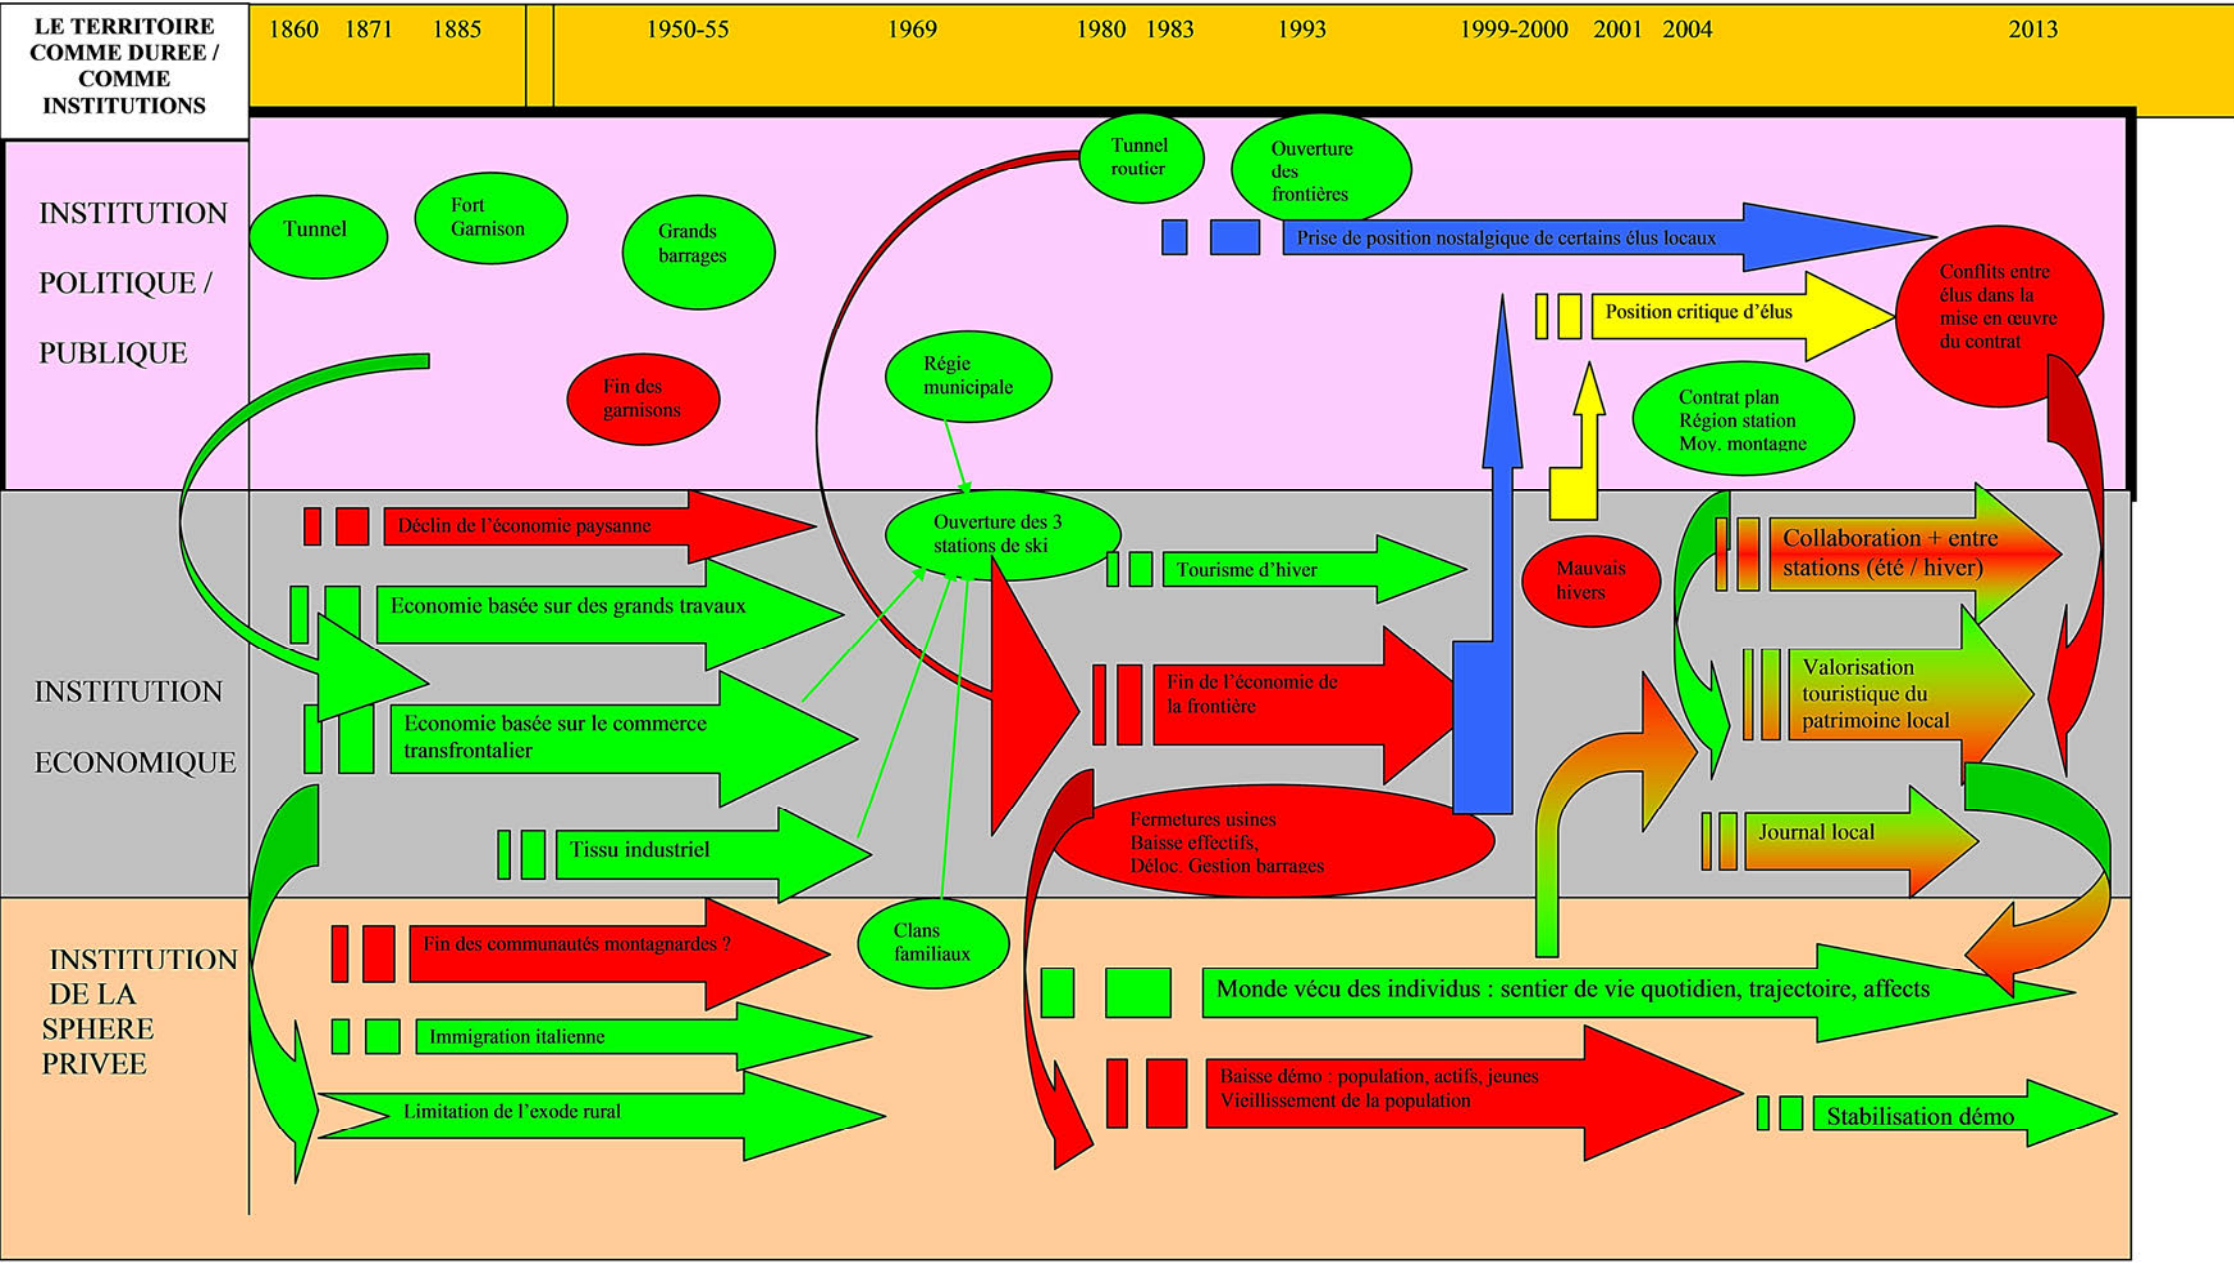 LE TERRITOIRE
COMME DUREE /
COMME
INSTITUTIONS
1860 1871 1885 1950-55 1969 1980 1983 1993 1999-2000 2001 2004 2013
INSTITUTION
POLITIQUE /
PUBLIQUE
Tunnel
Fort
Garnison
Grands
barrages
Fin des
garnisons
Régie
municipale
Tunnel
routier
Ouverture
des
frontières
Prise de position nostalgique de certains élus locaux
Position critique d’élus
Contrat plan
Région station
Moy. montagne
Conflits entre
élus dans la
mise en œuvre
du contrat
INSTITUTION
ECONOMIQUE
Déclin de l’économie paysanne
Economie basée sur des grands travaux
Economie basée sur le commerce
transfrontalier
Tissu industriel
Ouverture des 3
stations de ski
Tourisme d’hiver
Fin de l’économie de
la frontière
Fermetures usines
Baisse effectifs,
Déloc. Gestion barrages
Mauvais
hivers
Collaboration + entre
stations (été / hiver)
Valorisation
touristique du
patrimoine local
Journal local
INSTITUTION
DE LA
SPHERE
PRIVEE
Fin des communautés montagnardes ?
Immigration italienne
Limitation de l’exode rural
Clans
familiaux
Monde vécu des individus : sentier de vie quotidien, trajectoire, affects
Baisse démo : population, actifs, jeunes
Vieillissement de la population
Stabilisation démo